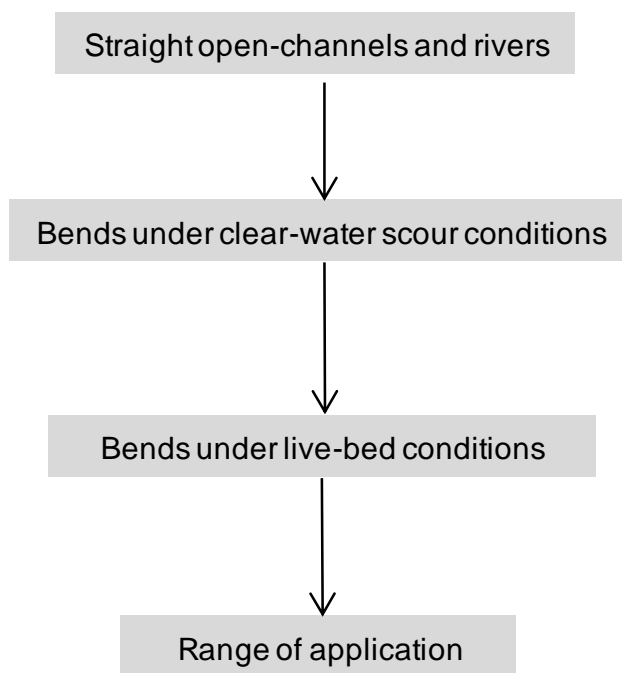 Straight open-channels and rivers
Bends under clear-water scour conditions
Bends under live-bed conditions
Range of application